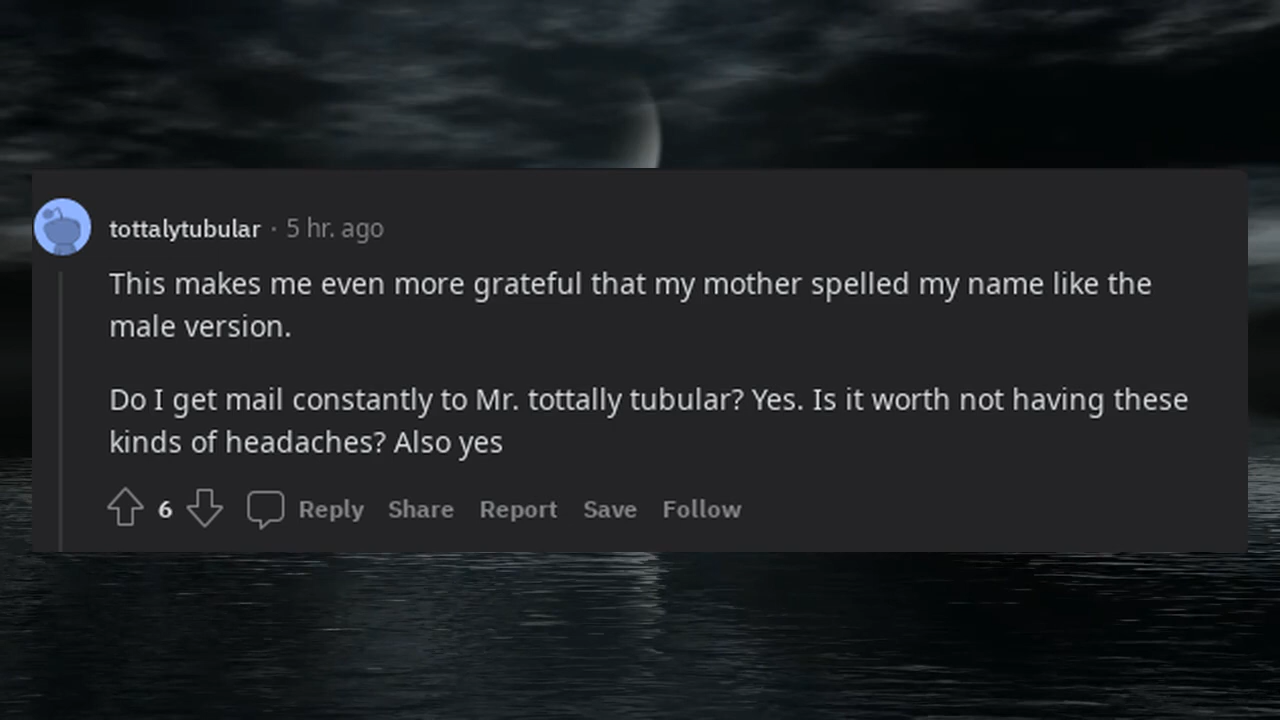 tottalytubular · 5 hr. ago
This makes me even more grateful that my mother spelled my name like the
male version.
Do I get mail constantly to Mr. tottally tubular? Yes. Is it worth not having these
kinds of headaches? Also yes
6 Reply Share Report Save Follow